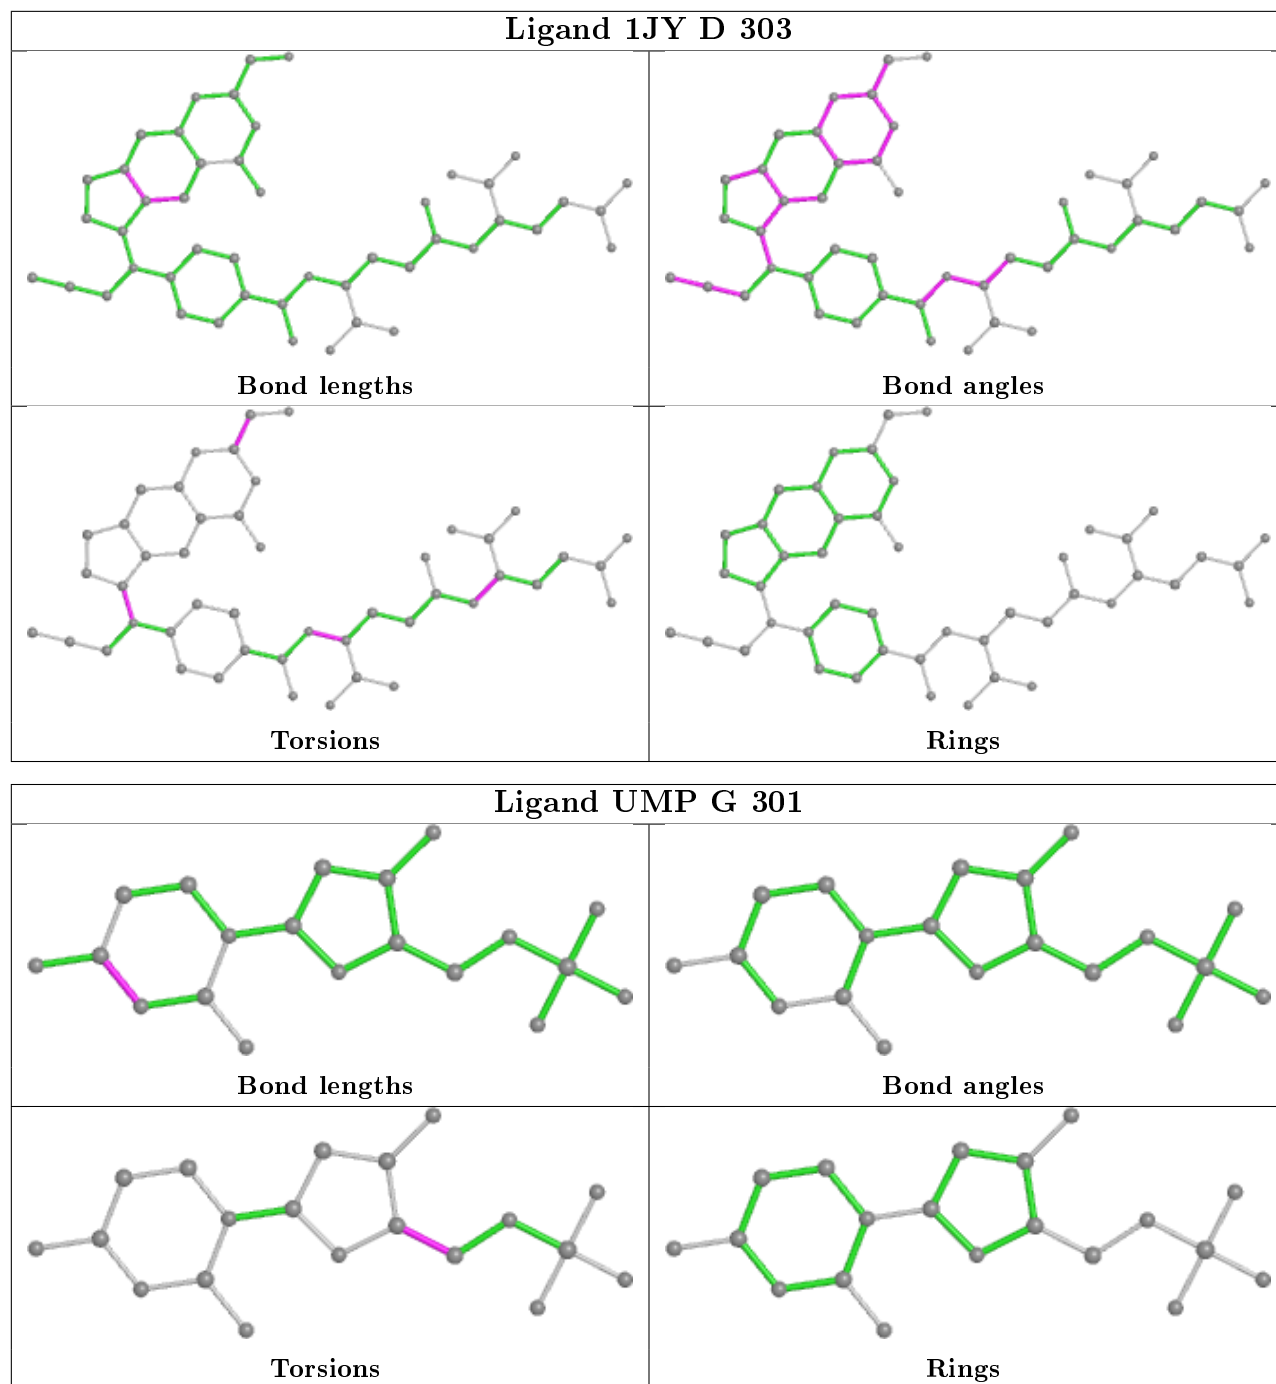 Ligand 1JY D 303
Bond lengths
Bond angles
Torsions
Rings
Ligand UMP G 301
Bond lengths
Bond angles
Torsions
Rings